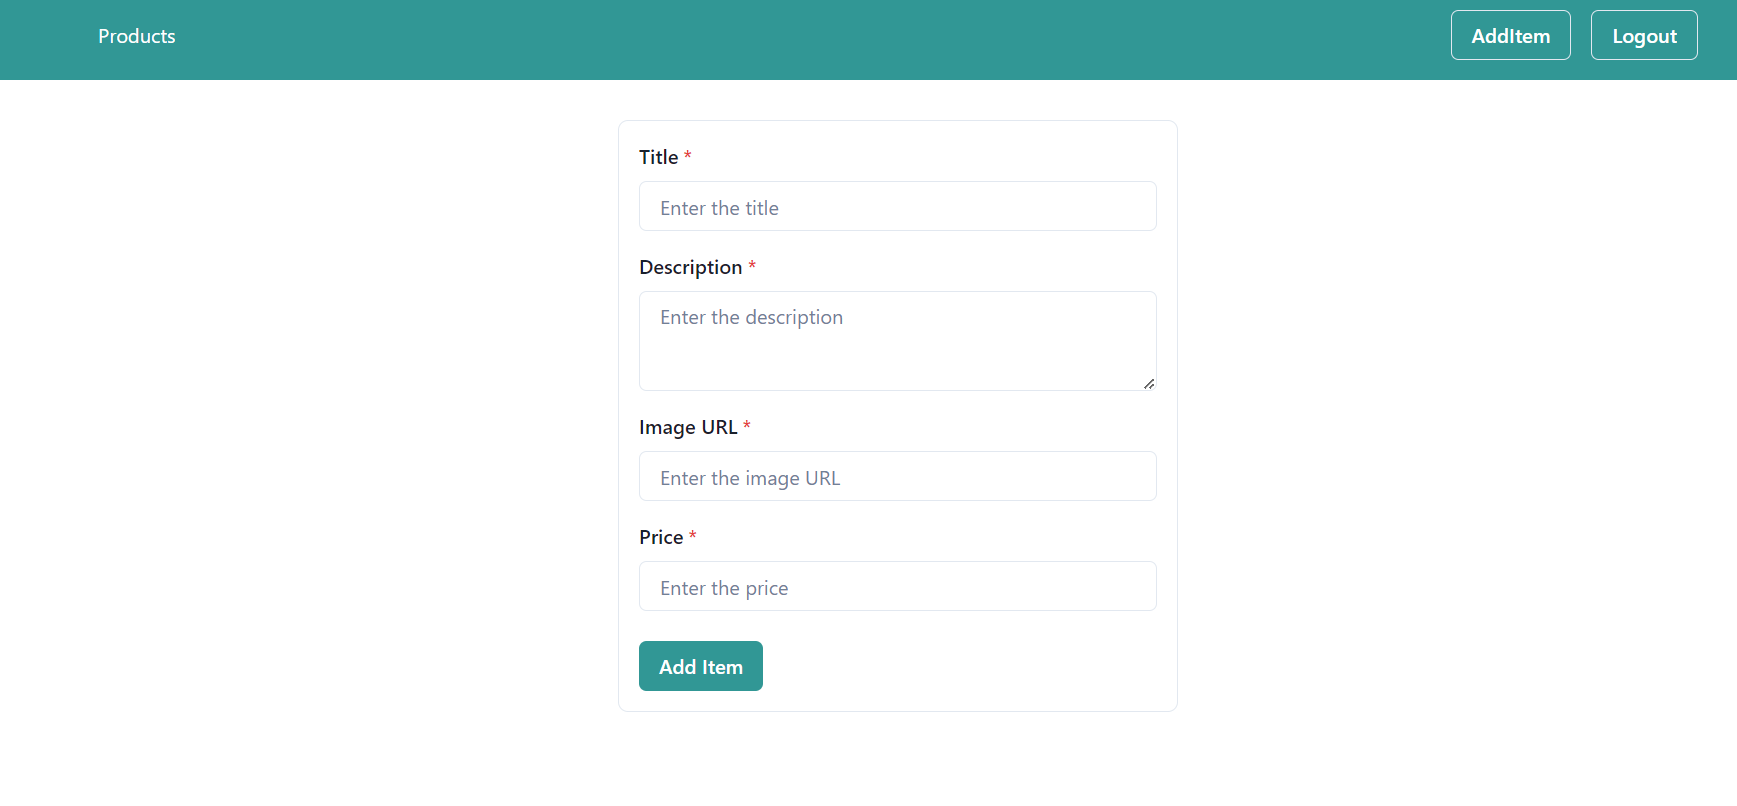 Products
AddItem
Logout
Title *
Enter the title
Description *
Enter the description
Image URL *
Enter the image URL
Price *
Enter the price
Add Item